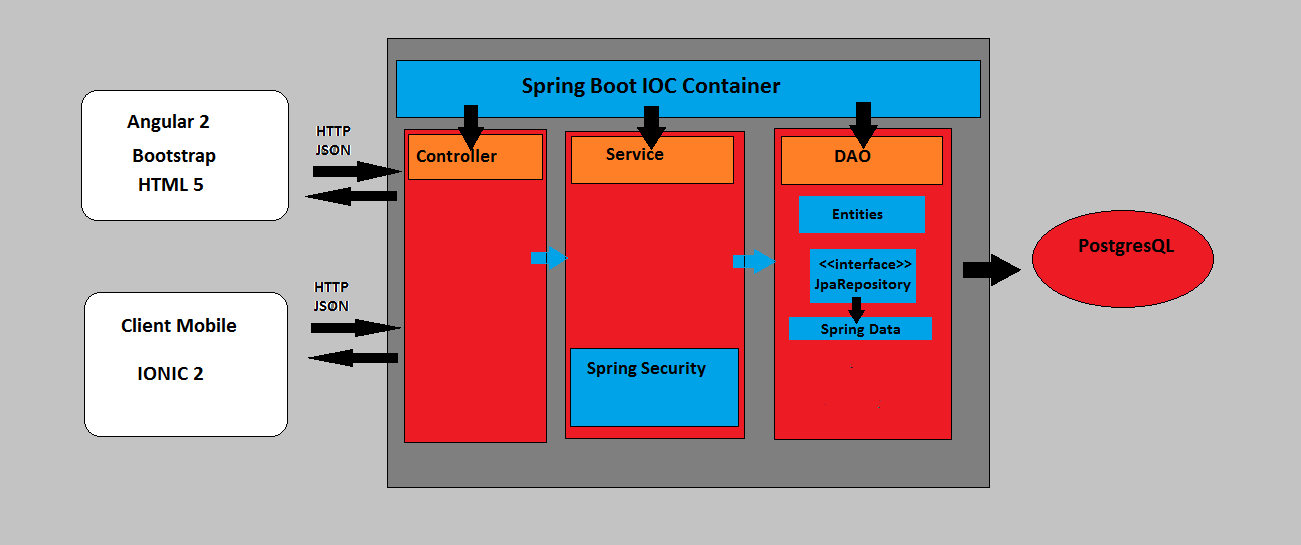 Spring Boot IOC Container
Angular 2
Bootstrap
HTML 5
HTTP
JSON
Controller
Service
DAO
Entities
<<interface>>
JpaRepository
Spring Data
PostgresQL
Client Mobile
IONIC 2
HTTP
JSON
Spring Security